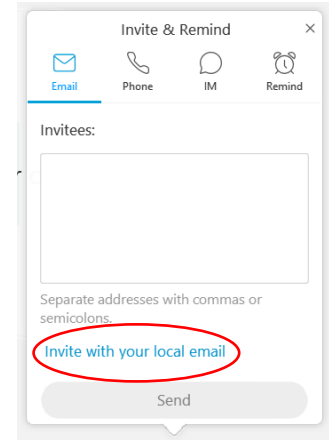 Invite & Remind
Email Phone IM Remind
Invitees:
Separate addresses with commas or
semicolons.
Invite with your local email
Send